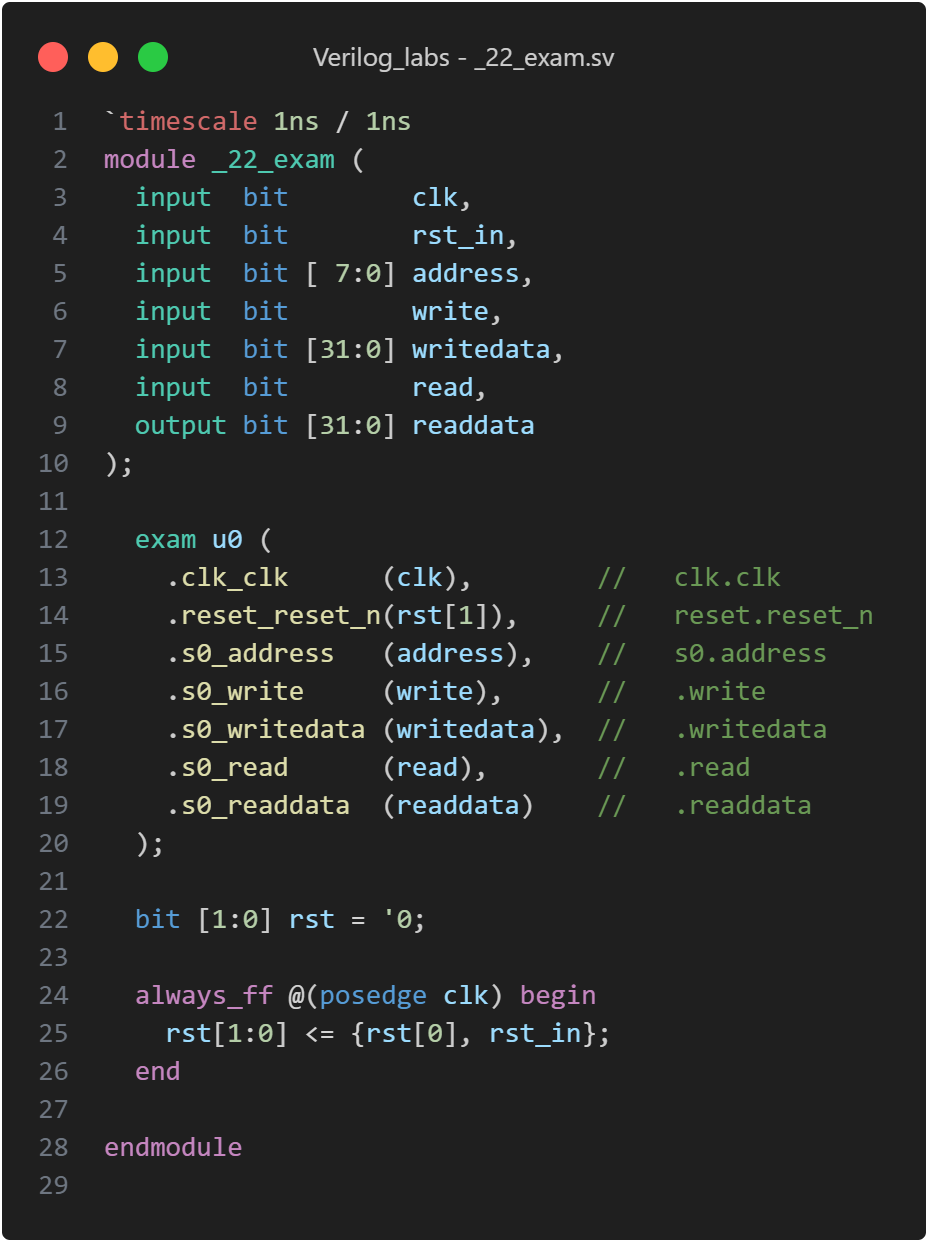 Verilog_labs - _22_exam.sv
1 `timescale 1ns / 1ns
2 module _22_exam (
3   input  bit        clk,
4   input  bit        rst_in,
5   input  bit [ 7:0] address,
6   input  bit        write,
7   input  bit [31:0] writedata,
8   input  bit        read,
9   output bit [31:0] readdata
10 );
11
12   exam u0 (
13     .clk_clk      (clk),        //   clk.clk
14     .reset_reset_n(rst[1]),     //   reset.reset_n
15     .s0_address   (address),    //   s0.address
16     .s0_write     (write),      //   .write
17     .s0_writedata (writedata),  //   .writedata
18     .s0_read      (read),       //   .read
19     .s0_readdata  (readdata)    //   .readdata
20   );
21
22   bit [1:0] rst = '0;
23
24   always_ff @(posedge clk) begin
25     rst[1:0] <= {rst[0], rst_in};
26   end
27
28 endmodule
29